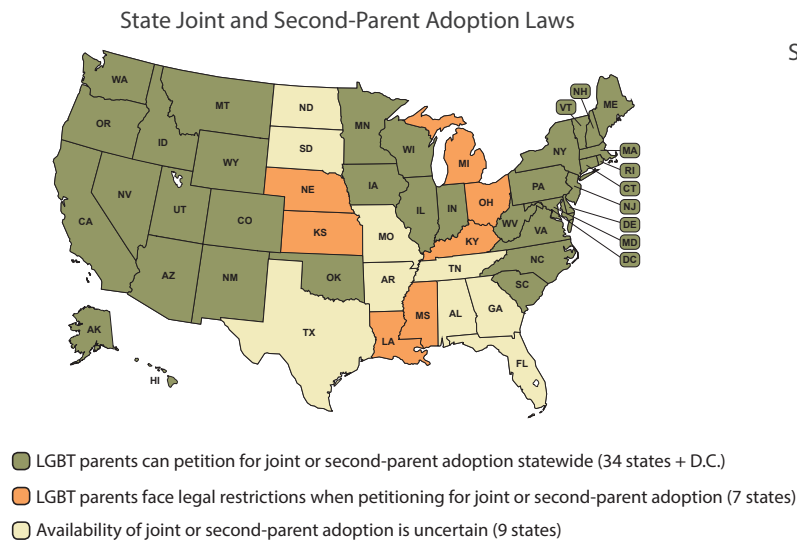 State Joint and Second-Parent Adoption Laws
S
WA
MT
ND
MN
OR
ID
WY
SD
WI
MI
NH
VT
ME
NY
MA
RI
CT
NJ
DE
MD
DC
NV
UT
CO
NE
IA
IL
IN
OH
PA
WV
VA
CA
KS
MO
KY
AZ
NM
OK
AR
TN
NC
SC
TX
LA
MS
AL
GA
FL
AK
HI
LGBT parents can petition for joint or second-parent adoption statewide (34 states + D.C.)
LGBT parents face legal restrictions when petitioning for joint or second-parent adoption (7 states)
Availability of joint or second-parent adoption is uncertain (9 states)